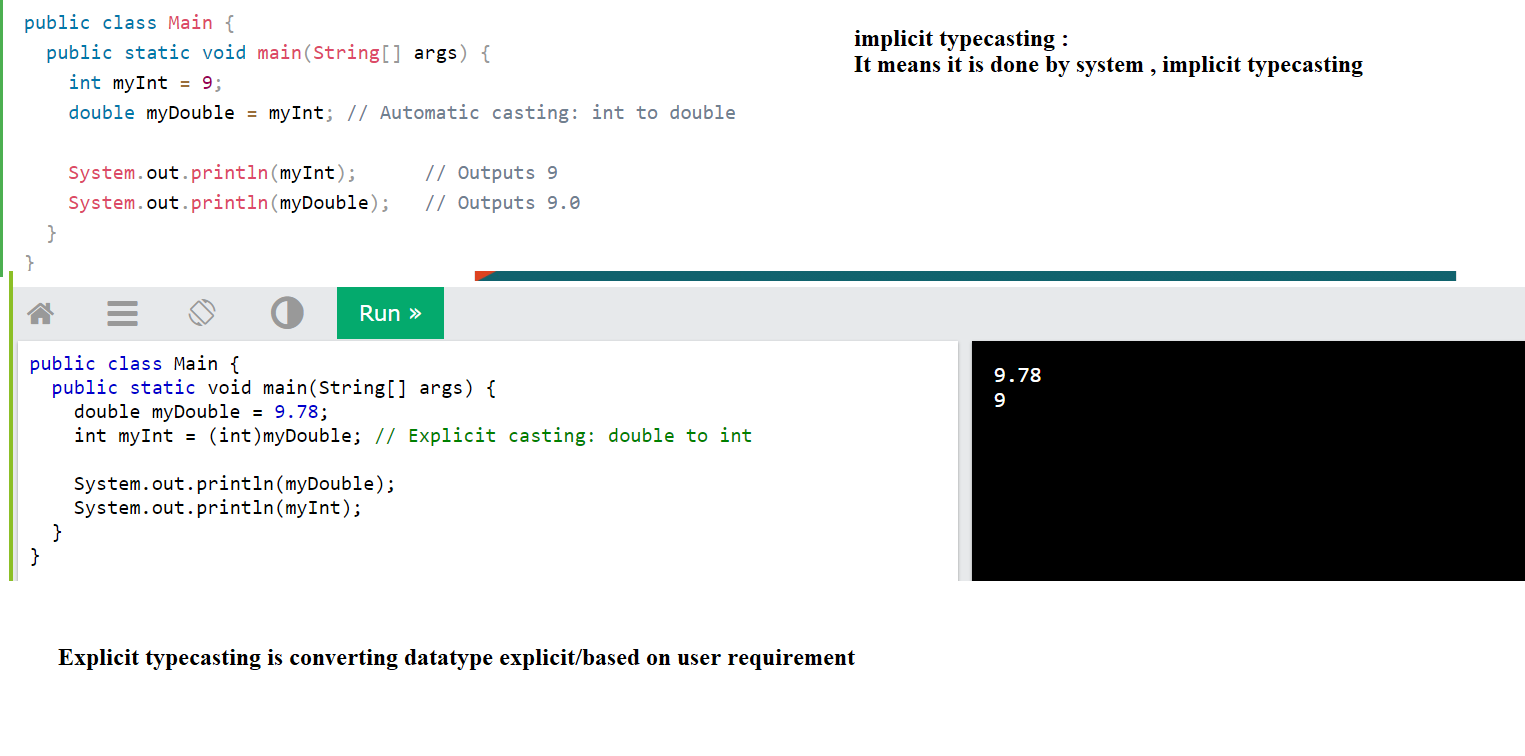 public class Main {
  public static void main(String[] args) {
    int myInt = 9;
    double myDouble = myInt; // Automatic casting: int to double
    System.out.println(myInt);      // Outputs 9
    System.out.println(myDouble);   // Outputs 9.0
  }
}
implicit typecasting :
It means it is done by system , implicit typecasting
Run »
public class Main {
  public static void main(String[] args) {
    double myDouble = 9.78;
    int myInt = (int)myDouble; // Explicit casting: double to int
    System.out.println(myDouble);
    System.out.println(myInt);
  }
}
9.78
9
Explicit typecasting is converting datatype explicit/based on user requirement